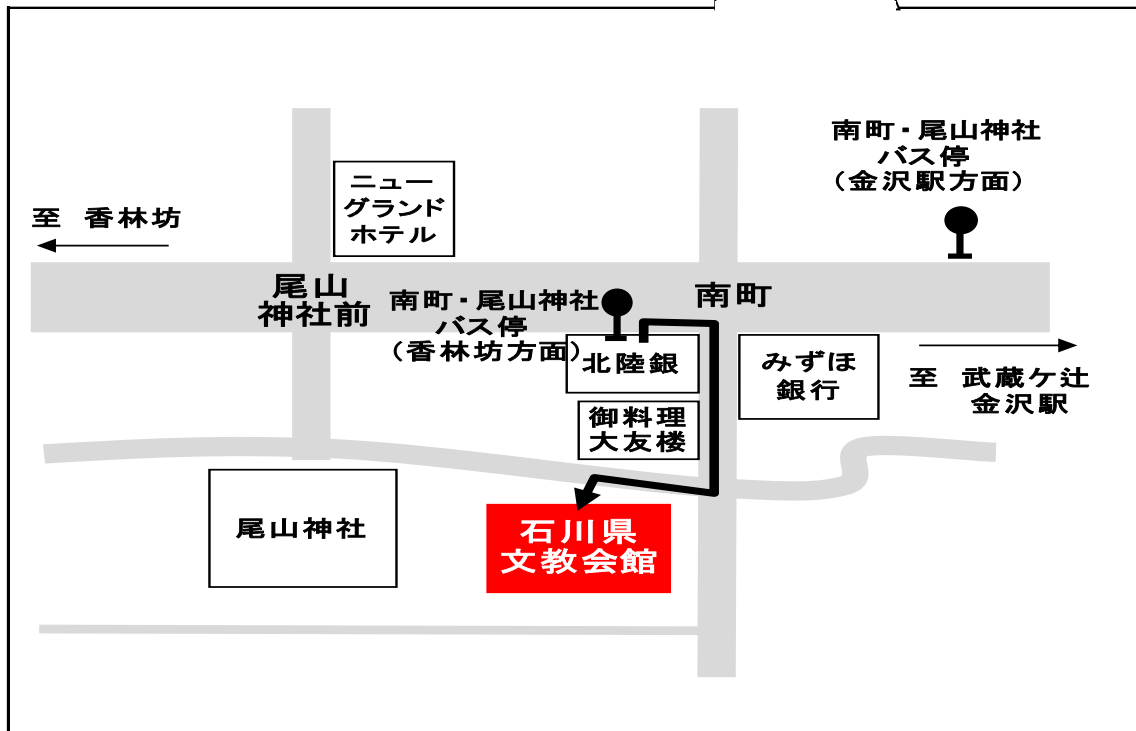 南町・尾山神社
バス停
（金沢駅方面）
ニュー
グランド
ホテル
至 香林坊
尾山
神社前
南町・尾山神社
バス停
（香林坊方面）
南町
北陸銀
みずほ
銀行
至 武蔵ケ辻
金沢駅
御料理
大友楼
尾山神社
石川県
文教会館